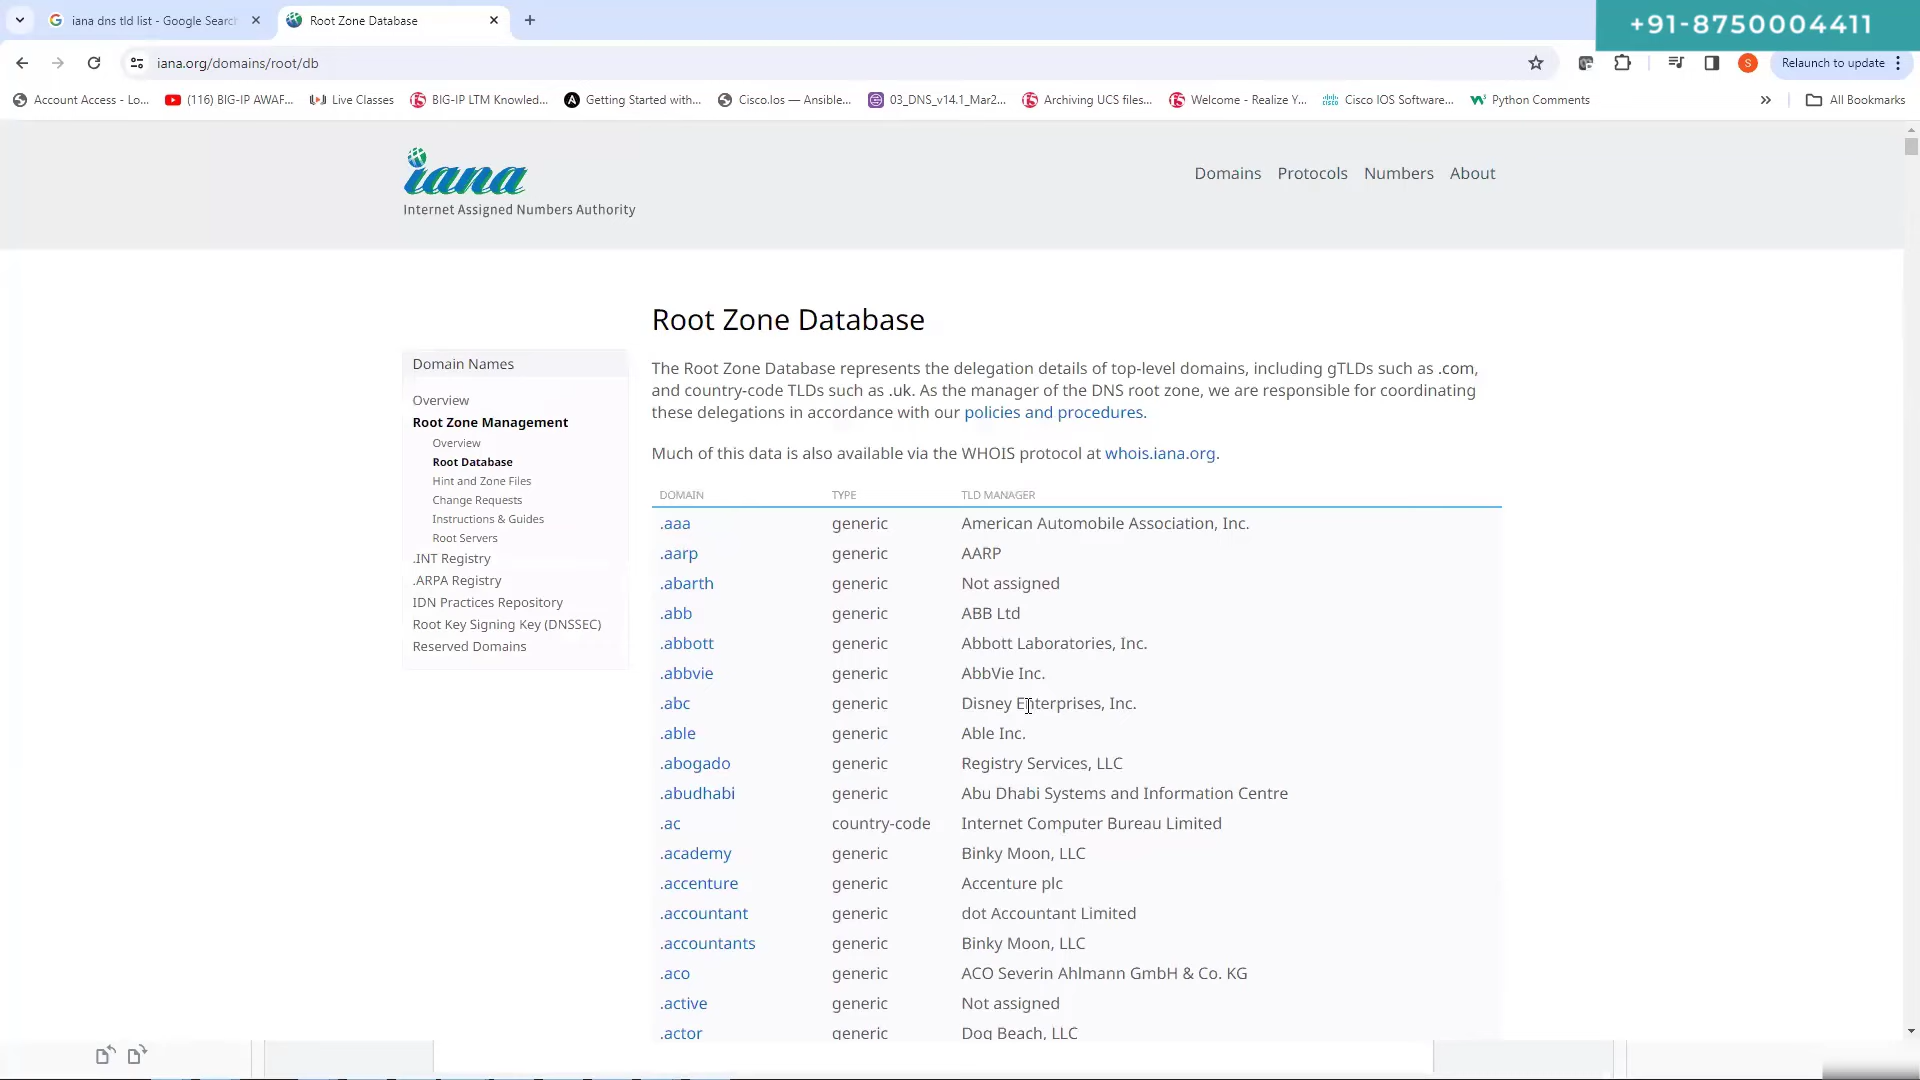 iana dns tld list - Google Searc
Root Zone Database
+91-8750004411
iana.org/domains/root/db
S
Relaunch to update
Account Access - Lo...
(116) BIG-IP AWAF...
Live Classes
BIG-IP LTM Knowled...
Getting Started with...
Cisco.Ios — Ansible...
03_DNS_v14.1_Mar2...
Archiving UCS files...
Welcome - Realize Y...
Cisco IOS Software...
Python Comments
All Bookmarks
iana
Internet Assigned Numbers Authority
Domains Protocols Numbers About
Root Zone Database
Domain Names
Overview
Root Zone Management
Overview
Root Database
Hint and Zone Files
Change Requests
Instructions & Guides
Root Servers
.INT Registry
.ARPA Registry
IDN Practices Repository
Root Key Signing Key (DNSSEC)
Reserved Domains
The Root Zone Database represents the delegation details of top-level domains, including gTLDs such as .com,
and country-code TLDs such as .uk. As the manager of the DNS root zone, we are responsible for coordinating
these delegations in accordance with our policies and procedures.
Much of this data is also available via the WHOIS protocol at whois.iana.org.
DOMAIN TYPE TLD MANAGER
.aaa generic American Automobile Association, Inc.
.aarp generic AARP
.abarth generic Not assigned
.abb generic ABB Ltd
.abbott generic Abbott Laboratories, Inc.
.abbvie generic AbbVie Inc.
.abc generic Disney Enterprises, Inc.
.able generic Able Inc.
.abogado generic Registry Services, LLC
.abudhabi generic Abu Dhabi Systems and Information Centre
.ac country-code Internet Computer Bureau Limited
.academy generic Binky Moon, LLC
.accenture generic Accenture plc
.accountant generic dot Accountant Limited
.accountants generic Binky Moon, LLC
.aco generic ACO Severin Ahlmann GmbH & Co. KG
.active generic Not assigned
.actor generic Dog Beach, LLC